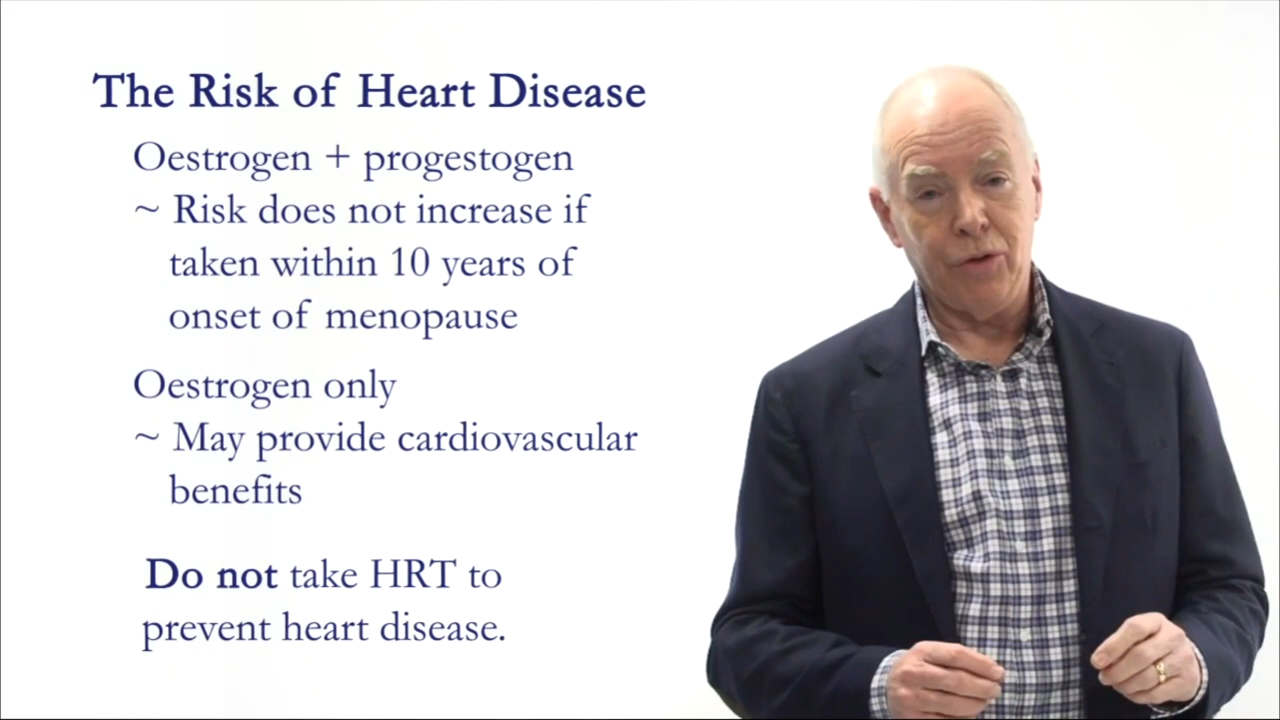 The Risk of Heart Disease
Oestrogen + progestogen
~ Risk does not increase if
taken within 10 years of
onset of menopause
Oestrogen only
~ May provide cardiovascular
benefits
Do not take HRT to
prevent heart disease.